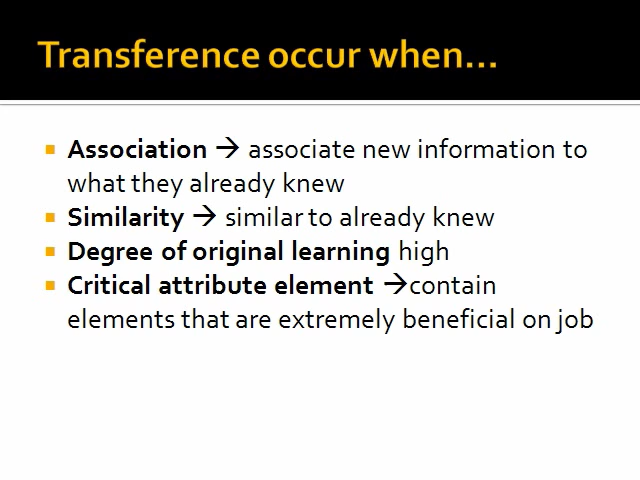 Transference occur when...
▪ Association → associate new information to
what they already knew
▪ Similarity → similar to already knew
▪ Degree of original learning high
▪ Critical attribute element →contain
elements that are extremely beneficial on job